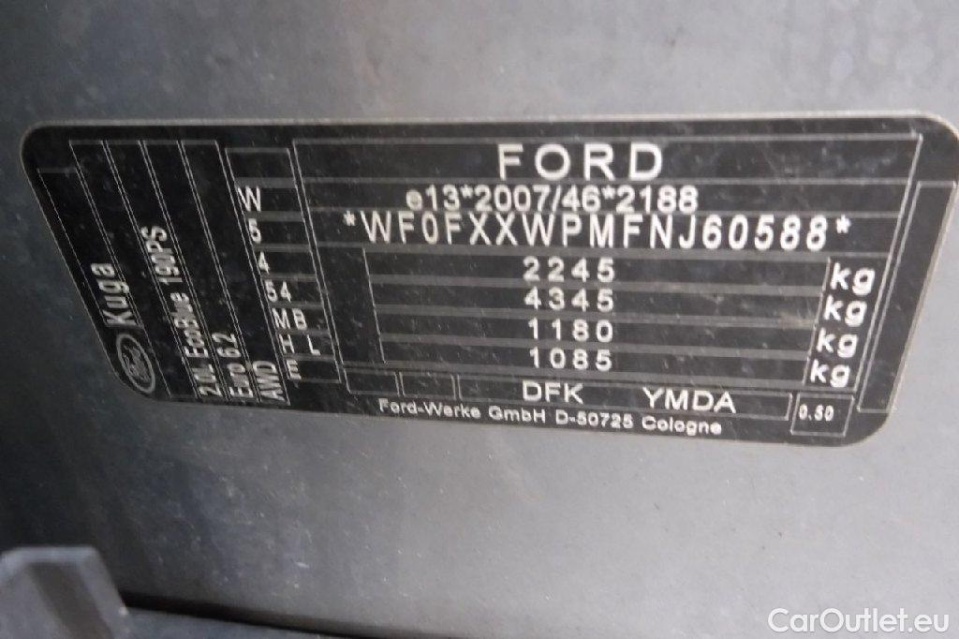 FORD
e13*2007/46*2188
*WF0FXXWPMFNJ60588*
2245 kg
4345 kg
1180 kg
1085 kg
DFK YMDA 0.50
Ford-Werke GmbH D-50725 Cologne
Ford Kuga
2.0L EcoBlue 190PS
Euro 6.2
AWD
W
5
4
54
M B
H L
E
CarOutlet.eu